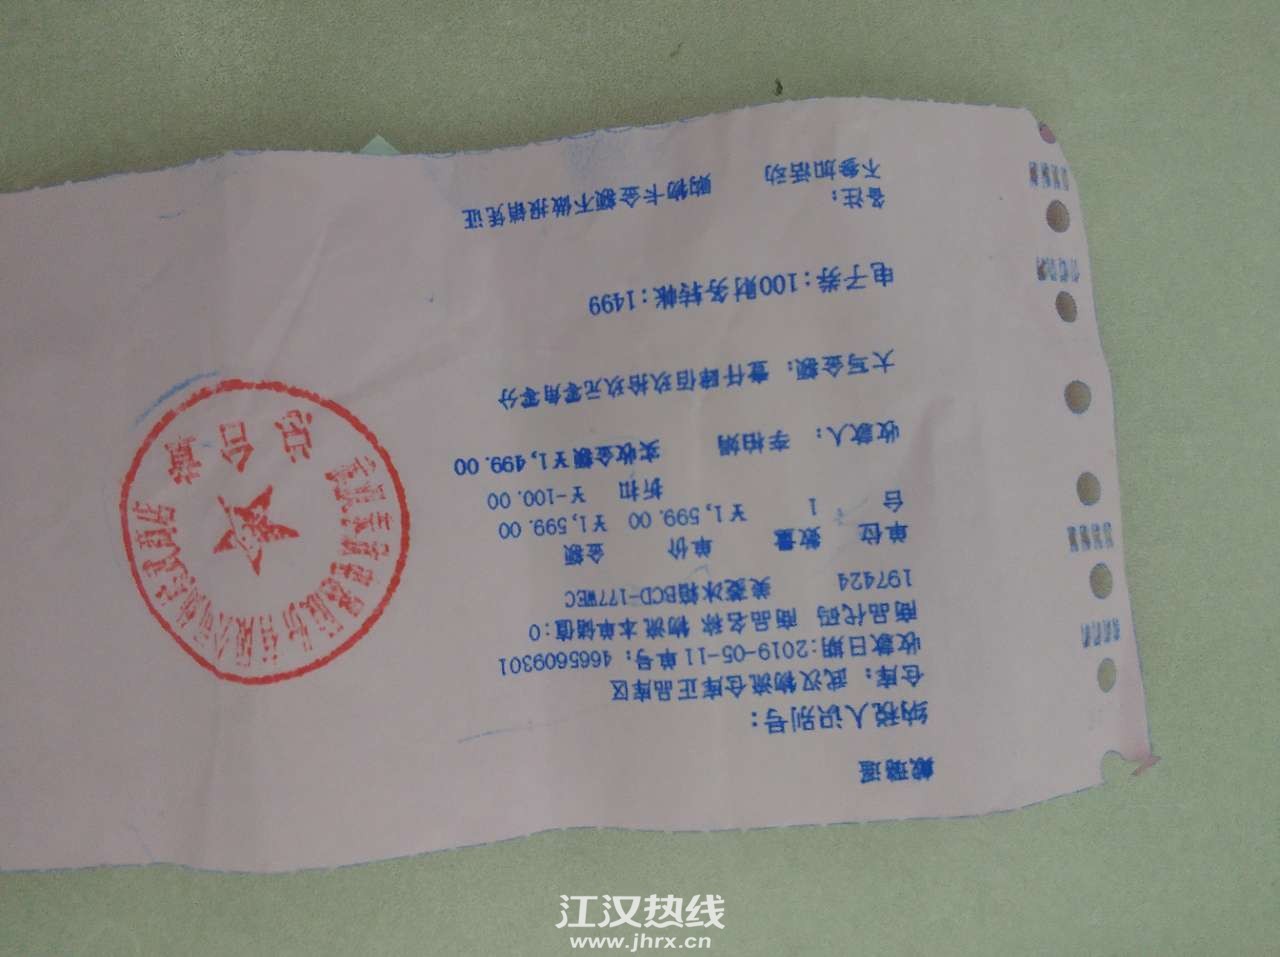 纳税人识别号：
仓库： 武汉物流仓库正品库区
收款日期:2019-05-11单号：4665609301
商品代码 商品名称 物流本单储值:0
197424 美菱冰箱BCD-177WEC
单位 数量 单价 金额
台 1 ￥1,599.00 ￥1,599.00
折扣 ￥-100.00
收款人： 李柏娟 实收金额￥1,499.00
大写金额：壹仟肆佰玖拾玖元零角零分
电子券:100财务转帐:1499
备注：
不参加活动 购物卡金额不做报销凭证
江汉热线
www.jhrx.cn